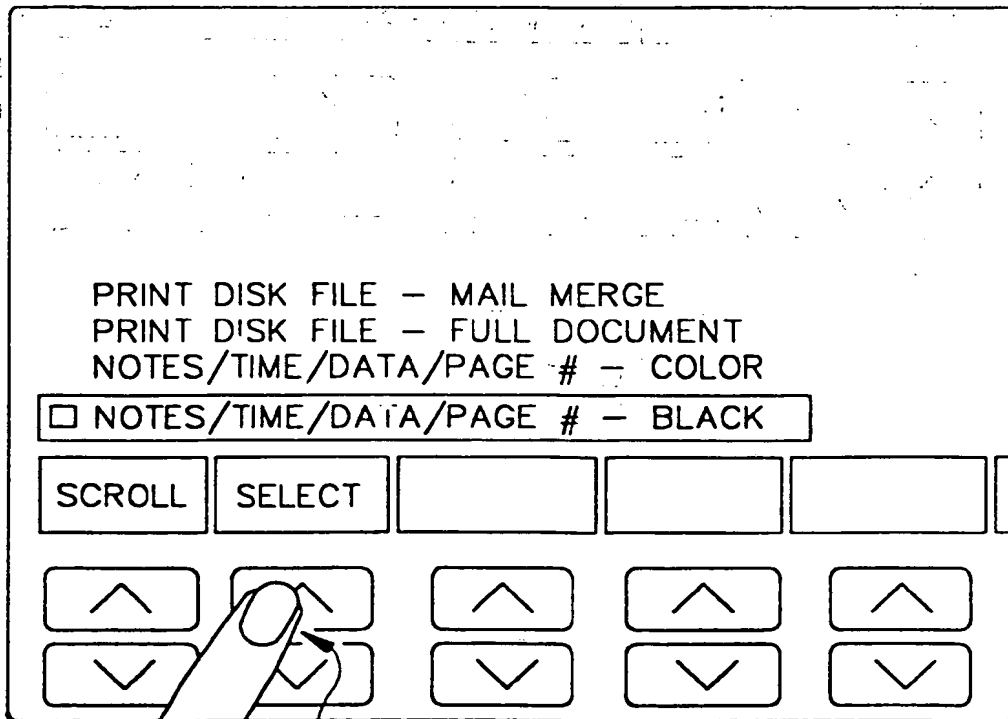 PRINT DISK FILE — MAIL MERGE
PRINT DISK FILE — FULL DOCUMENT
NOTES/TIME/DATA/PAGE # — COLOR
NOTES/TIME/DATA/PAGE # — BLACK
SCROLL SELECT